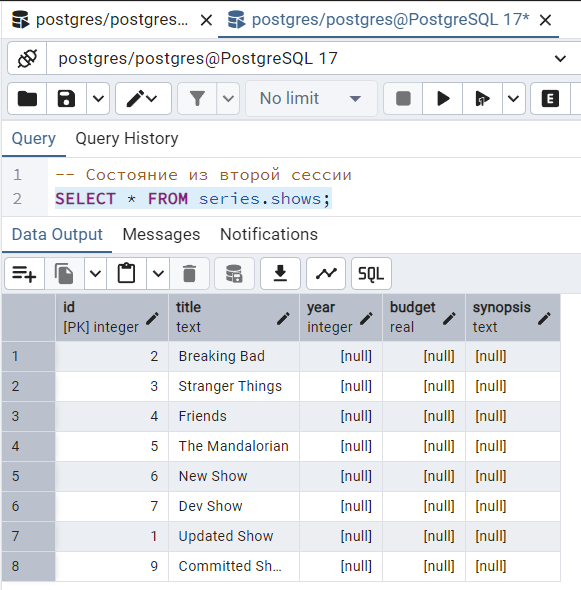 postgres/postgres... postgres/postgres@PostgreSQL 17*
postgres/postgres@PostgreSQL 17
No limit E
Query Query History
1 -- Состояние из второй сессии
2 SELECT * FROM series.shows;
Data Output Messages Notifications
SQL
id title year budget synopsis
[PK] integer text integer real text
1 2 Breaking Bad [null] [null] [null]
2 3 Stranger Things [null] [null] [null]
3 4 Friends [null] [null] [null]
4 5 The Mandalorian [null] [null] [null]
5 6 New Show [null] [null] [null]
6 7 Dev Show [null] [null] [null]
7 1 Updated Show [null] [null] [null]
8 9 Committed Sh... [null] [null] [null]